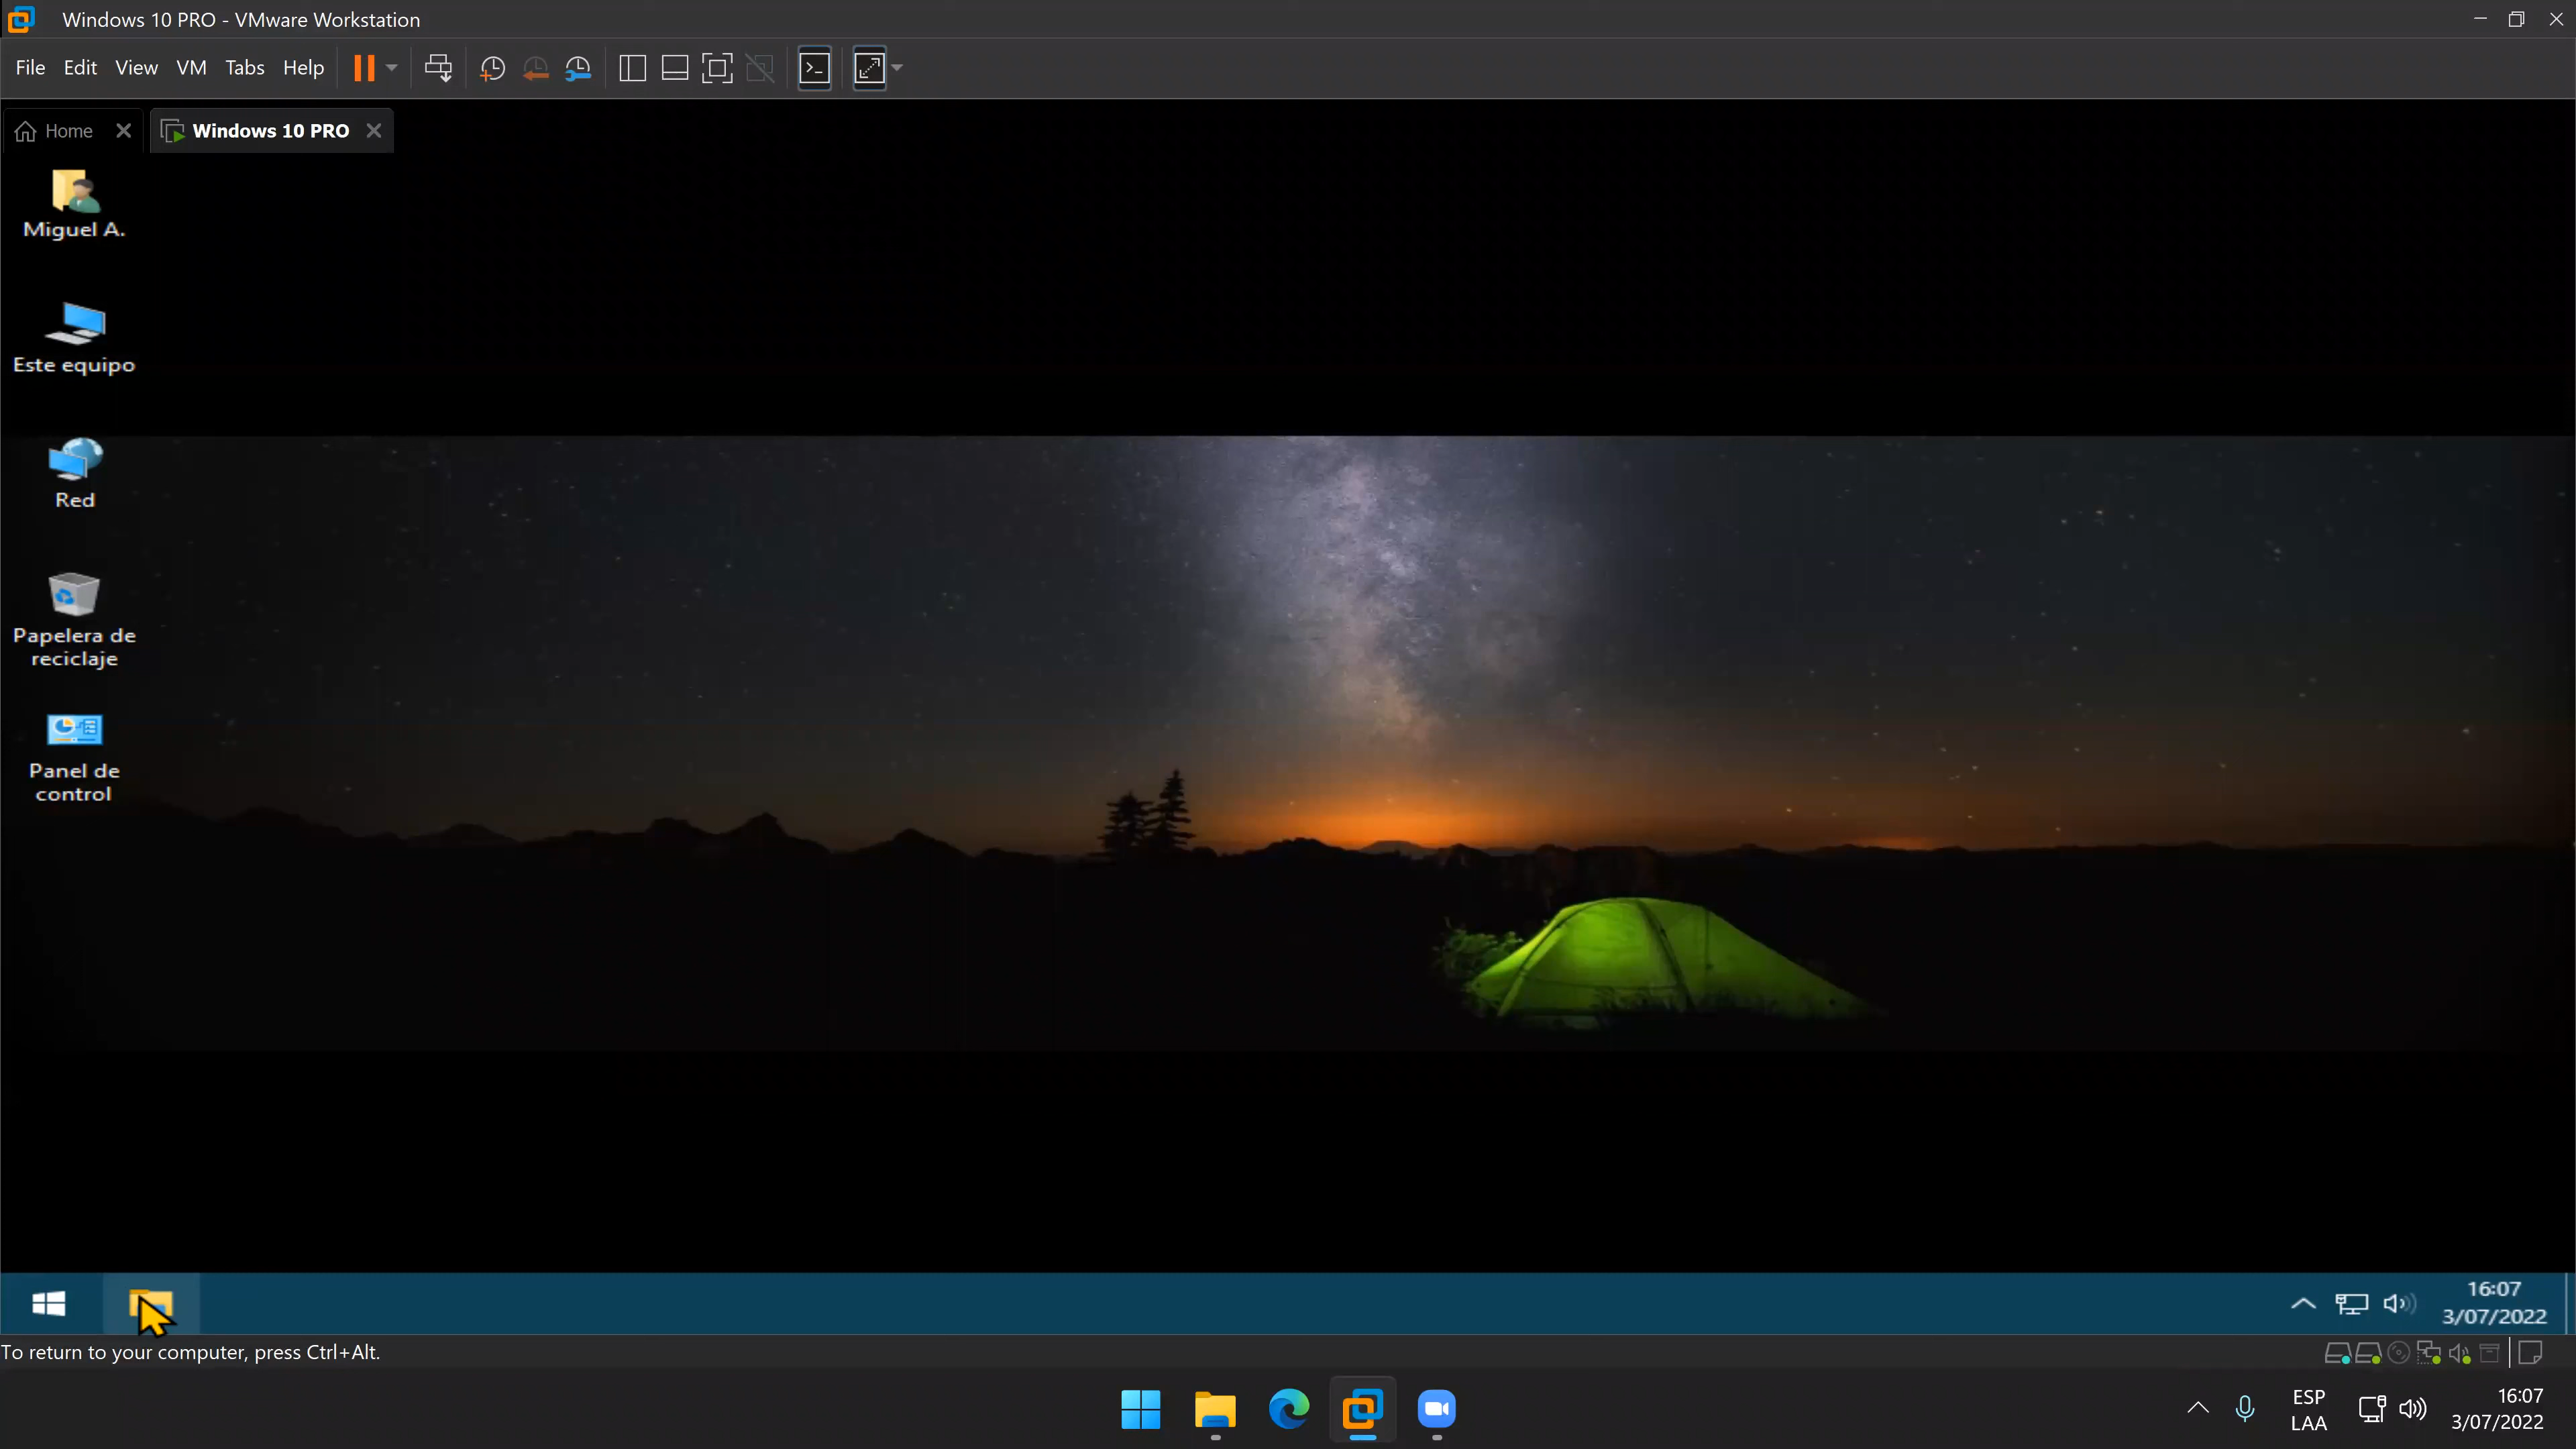 Windows 10 PRO - VMware Workstation
File Edit View VM Tabs Help
Home Windows 10 PRO
Miguel A.
Este equipo
Red
Papelera de
reciclaje
Panel de
control
16:07
3/07/2022
To return to your computer, press Ctrl+Alt.
ESP
LAA
16:07
3/07/2022